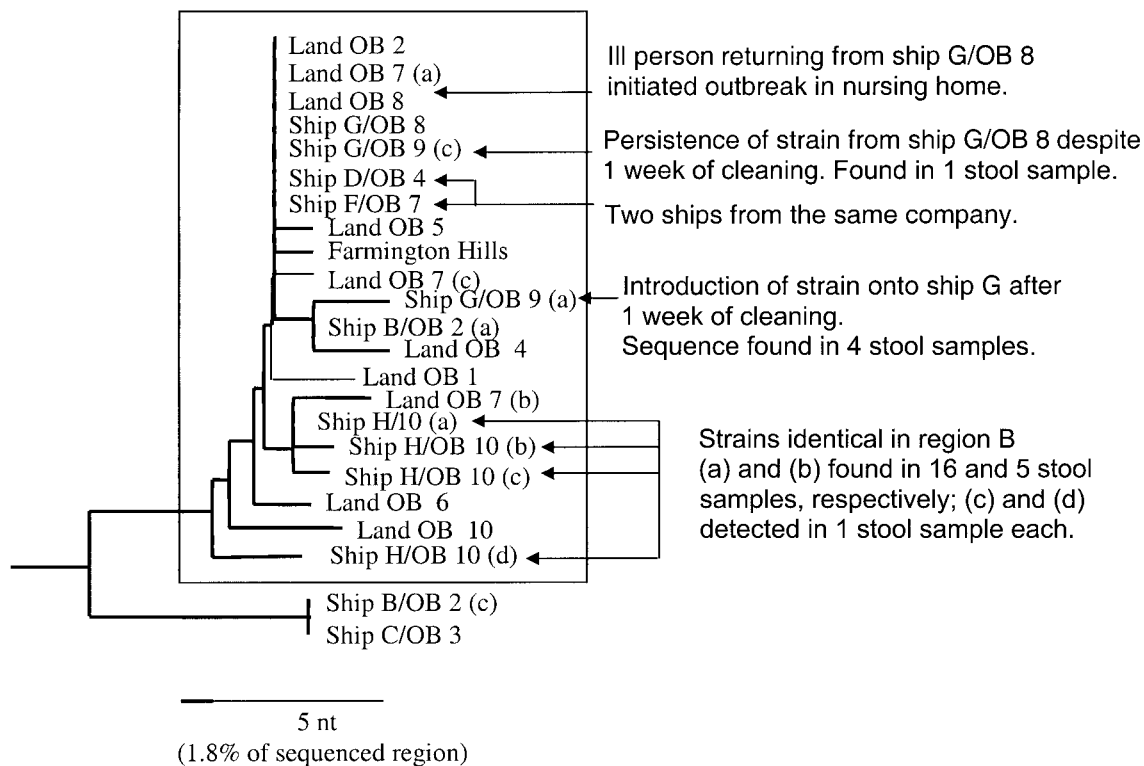 Land OB 2
Land OB 7 (a)
Land OB 8
Ship G/OB 8
Ship G/OB 9 (c)
Ship D/OB 4
Ship F/OB 7
Land OB 5
Farmington Hills
Land OB 7 (c)
Ship G/OB 9 (a)
Ship B/OB 2 (a)
Land OB 4
Land OB 1
Land OB 7 (b)
Ship H/10 (a)
Ship H/OB 10 (b)
Ship H/OB 10 (c)
Land OB 6
Land OB 10
Ship H/OB 10 (d)
Ship B/OB 2 (c)
Ship C/OB 3
Ill person returning from ship G/OB 8
initiated outbreak in nursing home.
Persistence of strain from ship G/OB 8 despite
1 week of cleaning. Found in 1 stool sample.
Two ships from the same company.
Introduction of strain onto ship G after
1 week of cleaning.
Sequence found in 4 stool samples.
Strains identical in region B
(a) and (b) found in 16 and 5 stool
samples, respectively; (c) and (d)
detected in 1 stool sample each.
5 nt
(1.8% of sequenced region)